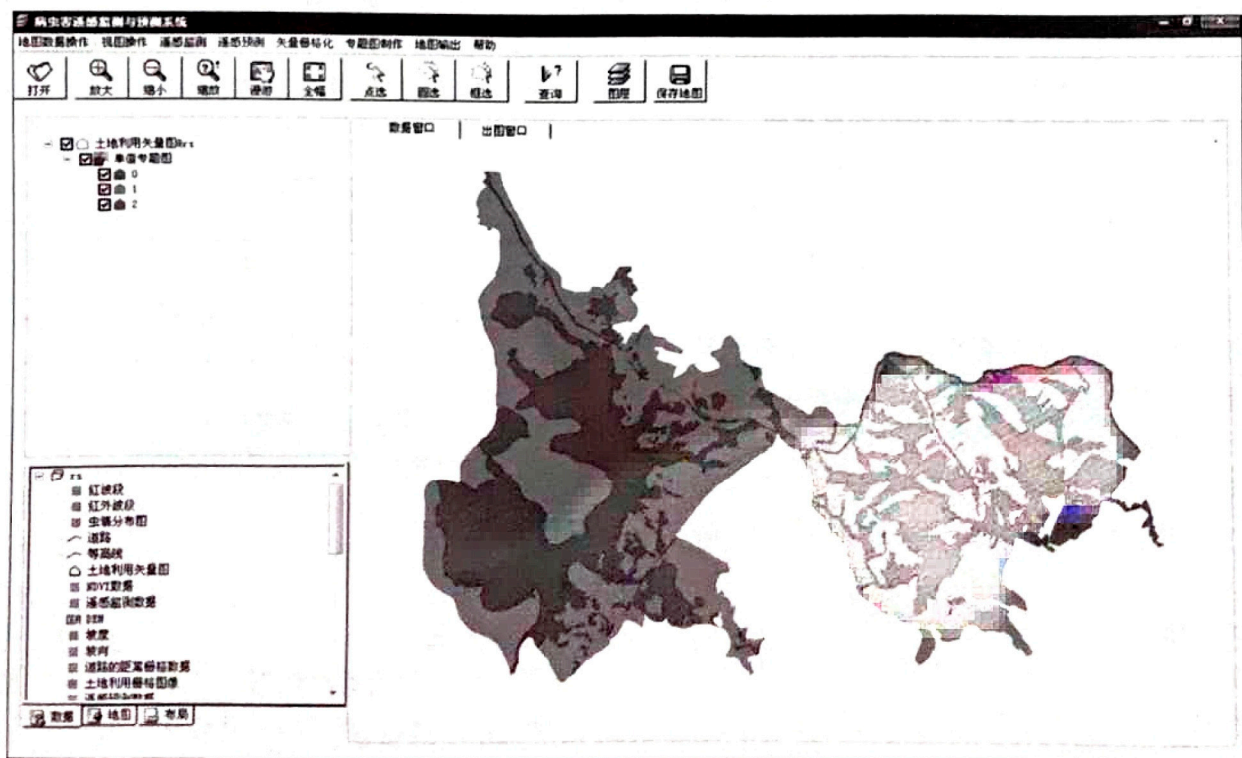 病虫害遥感监测与预测系统
地图数据操作 视图操作 遥感监测 遥感预测 矢量栅格化 专题图制作 地图输出 帮助
打开 放大 缩小 缩放 漫游 全幅 点选 圆选 框选 查询 图层 保存地图
数据窗口 出图窗口
土地利用矢量图@rs
单值专题图
0
1
2
rs
红波段
红外波段
虫情分布图
道路
等高线
土地利用矢量图
NDVI数据
遥感监测数据
DEM DEM
坡度
坡向
道路的距离栅格数据
土地利用栅格图像
数据 地图 布局